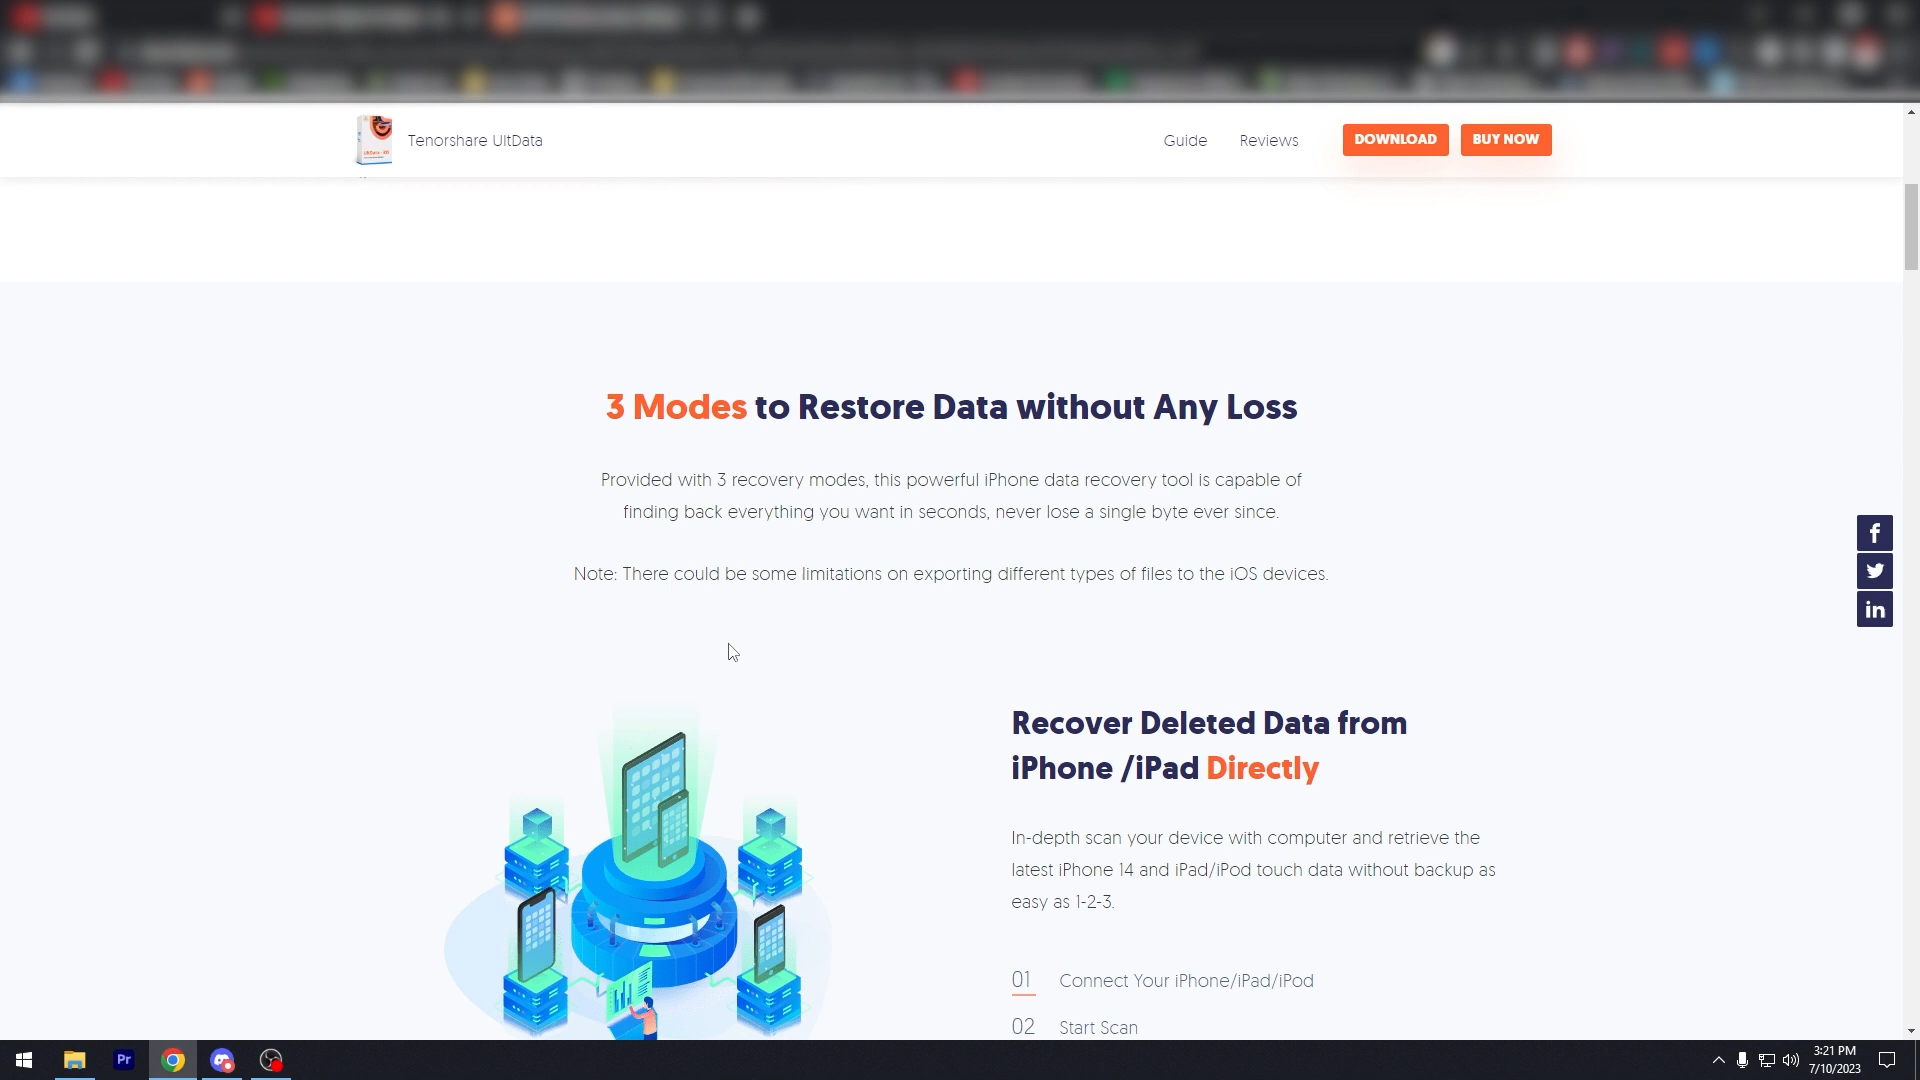 Tenorshare UltData
Guide
Reviews
DOWNLOAD
BUY NOW
3 Modes to Restore Data without Any Loss
Provided with 3 recovery modes, this powerful iPhone data recovery tool is capable of
finding back everything you want in seconds, never lose a single byte ever since.
Note: There could be some limitations on exporting different types of files to the iOS devices.
Recover Deleted Data from
iPhone /iPad Directly
In-depth scan your device with computer and retrieve the
latest iPhone 14 and iPad/iPod touch data without backup as
easy as 1-2-3.
01 Connect Your iPhone/iPad/iPod
02 Start Scan
Pr
3:21 PM
7/10/2023